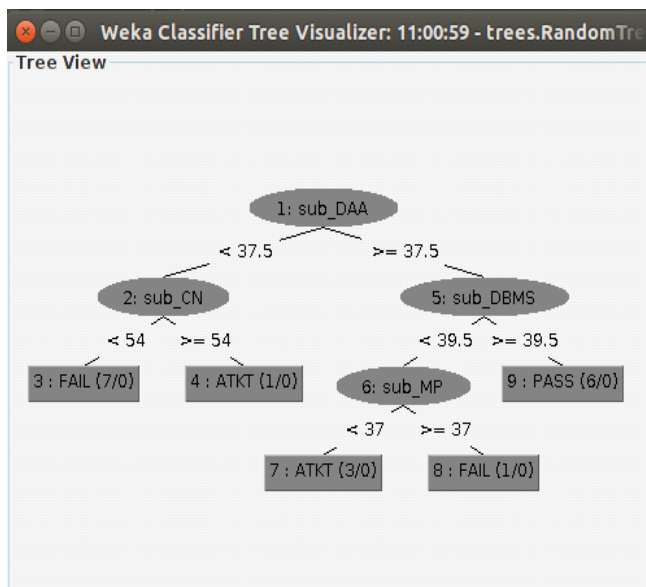 Weka Classifier Tree Visualizer: 11:00:59 - trees.RandomTre
Tree View
1: sub_DAA
< 37.5 >= 37.5
2: sub_CN 5: sub_DBMS
< 54 >= 54 < 39.5 >= 39.5
3 : FAIL (7/0) 4 : ATKT (1/0) 6: sub_MP 9 : PASS (6/0)
< 37 >= 37
7 : ATKT (3/0) 8 : FAIL (1/0)